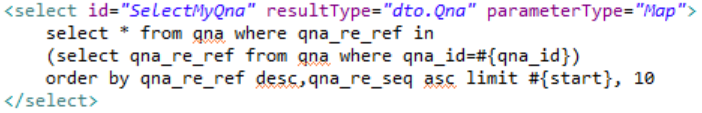 <select id="SelectMyQna" resultType="dto.Qna" parameterType="Map">
select * from qna where qna_re_ref in
(select qna_re_ref from qna where qna_id=#{qna_id})
order by qna_re_ref desc,qna_re_seq asc limit #{start}, 10
</select>